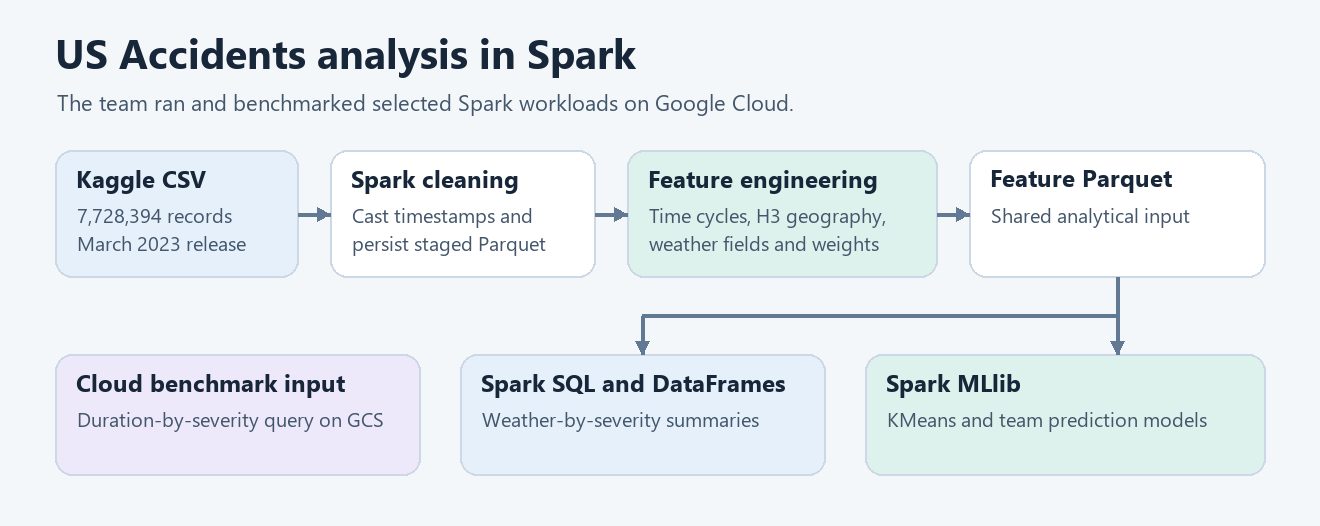 US Accidents analysis in Spark
The team ran and benchmarked selected Spark workloads on Google Cloud.
Kaggle CSV
7,728,394 records
March 2023 release
Spark cleaning
Cast timestamps and
persist staged Parquet
Feature engineering
Time cycles, H3 geography,
weather fields and weights
Feature Parquet
Shared analytical input
Cloud benchmark input
Duration-by-severity query on GCS
Spark SQL and DataFrames
Weather-by-severity summaries
Spark MLlib
KMeans and team prediction models